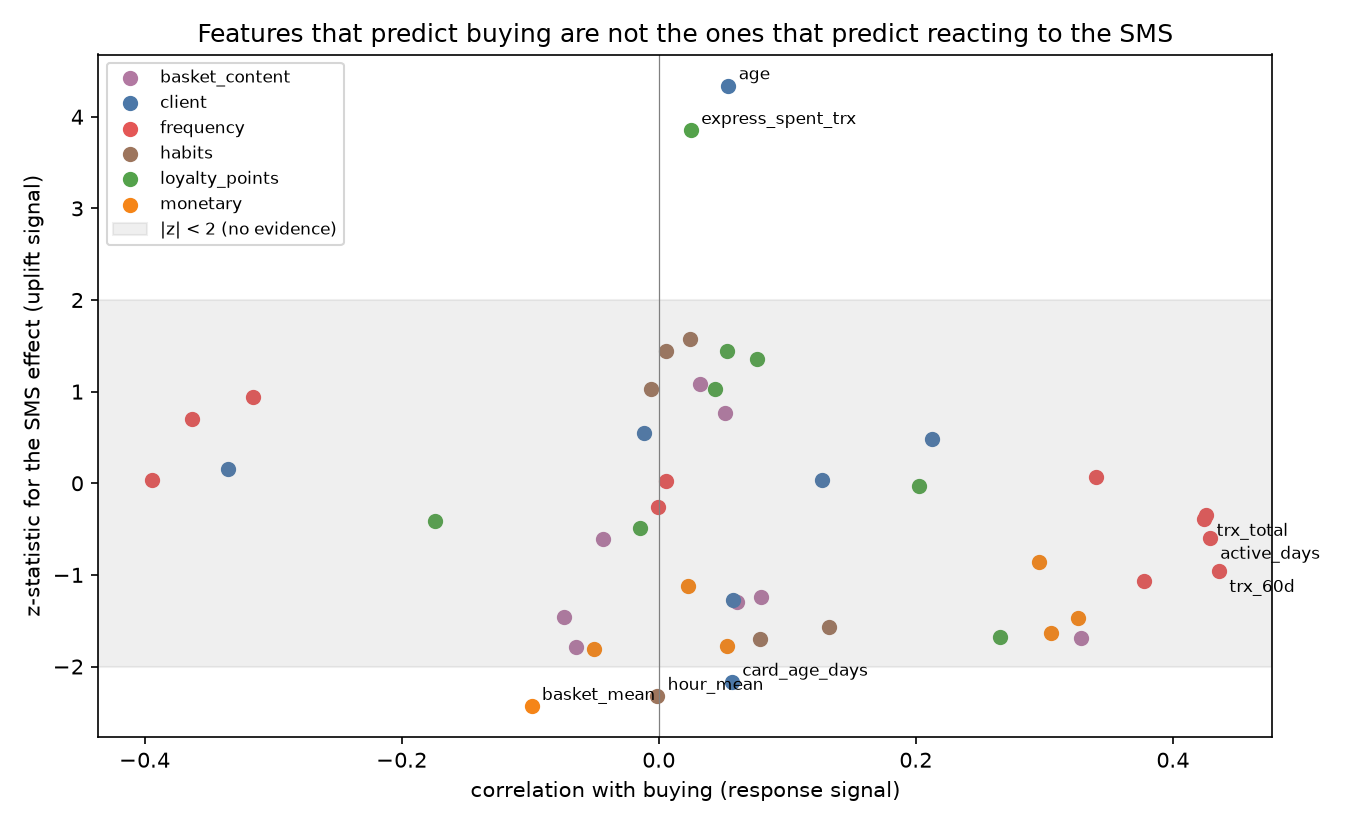 Features that predict buying are not the ones that predict reacting to the SMS
basket_content
client
frequency
habits
loyalty_points
monetary
|z| < 2 (no evidence)
age
express_spent_trx
trx_total
active_days
trx_60d
card_age_days
hour_mean
basket_mean
z-statistic for the SMS effect (uplift signal)
4
3
2
1
0
−1
−2
−0.4
−0.2
0.0
0.2
0.4
correlation with buying (response signal)